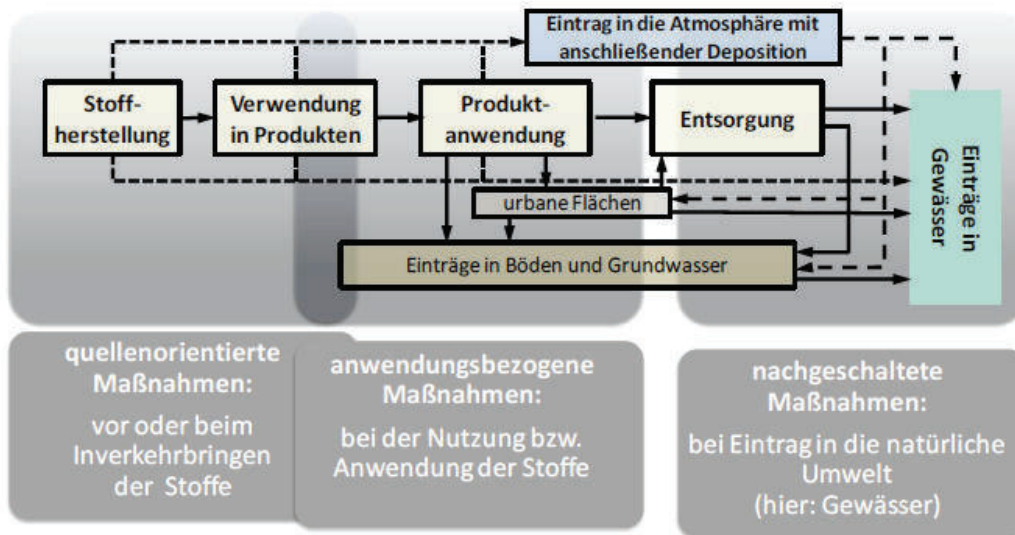 Eintrag in die Atmosphäre mit
anschließender Deposition
Stoff-
herstellung
Verwendung
in Produkten
Produkt-
anwendung
Entsorgung
Einträge in
Gewässer
urbane Flächen
Einträge in Böden und Grundwasser
quellenorientierte
Maßnahmen:
vor oder beim
Inverkehrbringen
der Stoffe
anwendungsbezogene
Maßnahmen:
bei der Nutzung bzw.
Anwendung der Stoffe
nachgeschaltete
Maßnahmen:
bei Eintrag in die natürliche
Umwelt
(hier: Gewässer)